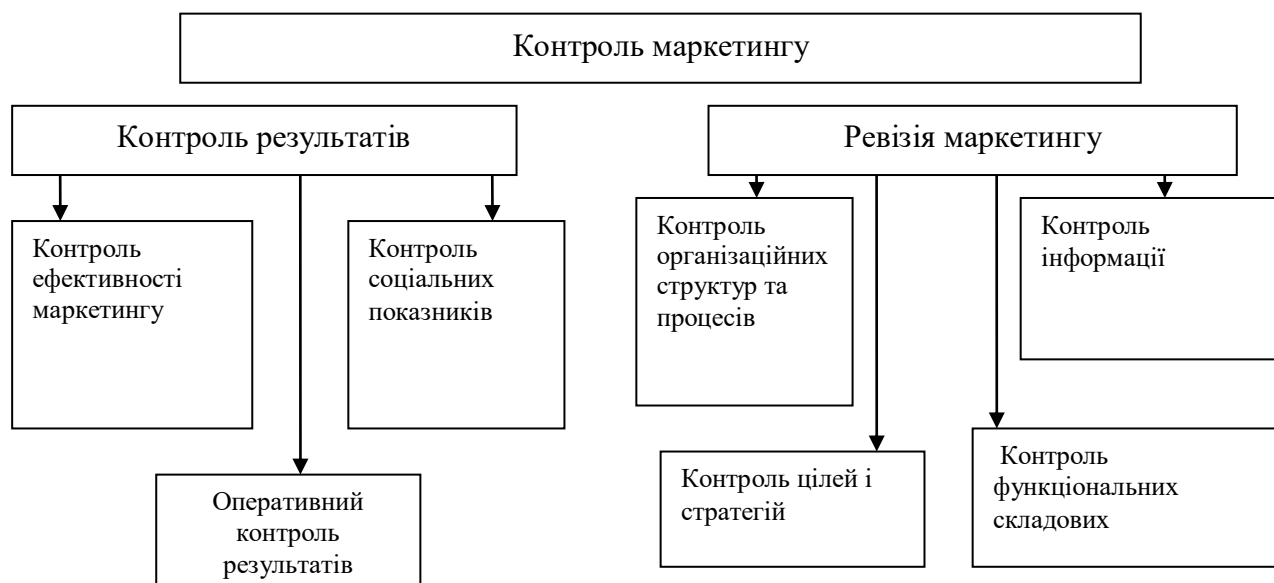 Контроль маркетингу
Контроль результатів
Ревізія маркетингу
Контроль
ефективності
маркетингу
Контроль
соціальних
показників
Оперативний
контроль
результатів
Контроль
організаційних
структур та
процесів
Контроль
інформації
Контроль цілей і
стратегій
Контроль
функціональних
складових